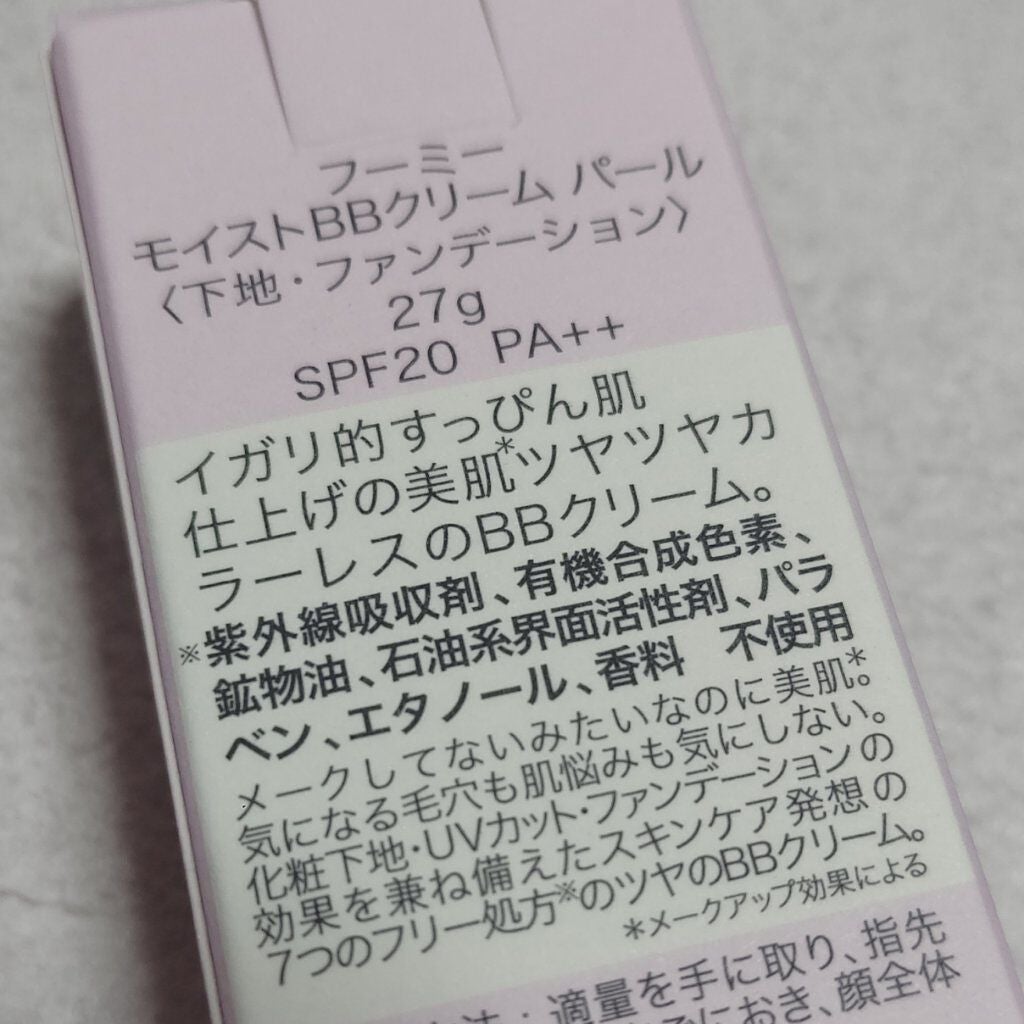 フーミー
モイストBBクリーム パール
〈下地・ファンデーション〉
27g
SPF20 PA++
イガリ的すっぴん肌
仕上げの美肌*ツヤツヤカ
ラーレスのBBクリーム。
※紫外線吸収剤、有機合成色素、
鉱物油、石油系界面活性剤、パラ
ベン、エタノール、香料 不使用
メークしてないみたいなのに美肌*。
気になる毛穴も肌悩みも気にしない。
化粧下地・UVカット・ファンデーションの
効果を兼ね備えたスキンケア発想の
7つのフリー処方※のツヤのBBクリーム。
*メークアップ効果による
法：適量を手に取り、指先
におき、顔全体